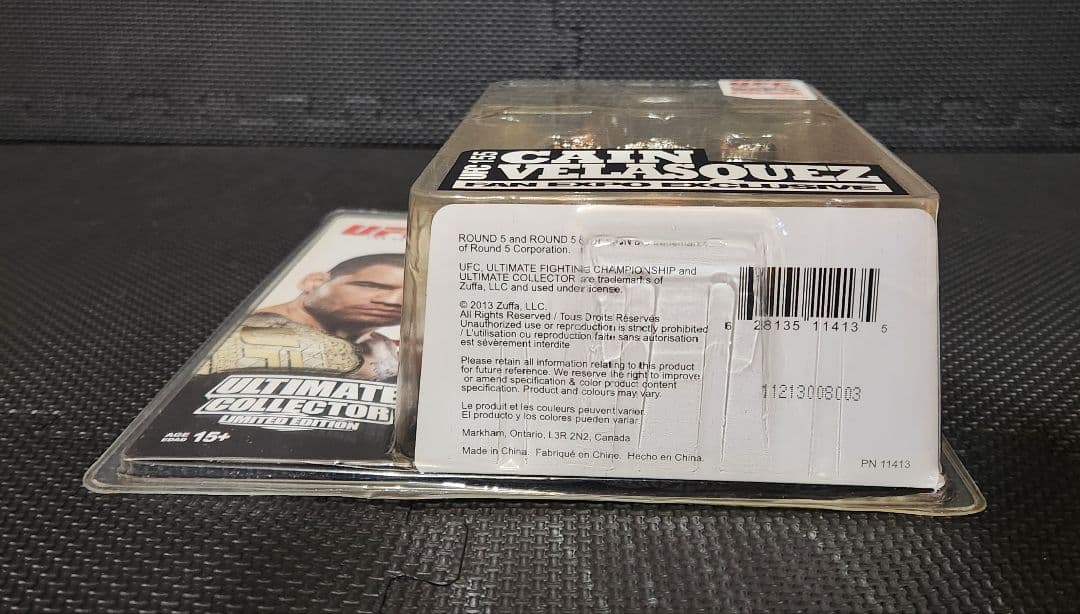 UFC 155
CAIN
VELASQUEZ
FAN EXPO EXCLUSIVE
ROUND 5 and ROUND 5 & trademarks
of Round 5 Corporation.
UFC, ULTIMATE FIGHTING CHAMPIONSHIP and
ULTIMATE COLLECTOR are trademarks of
Zuffa, LLC and used under license.
© 2013 Zuffa, LLC.
All Rights Reserved / Tous Droits Réservés
Unauthorized use or reproduction is strictly prohibited
/ L'utilisation ou reproduction faite sans autorisation
est sévèrement interdite
Please retain all information relating to this product
for future reference. We reserve the right to improve
or amend specification & color product content
specification. Product and colours may vary.
Le produit et les couleurs peuvent varier.
El producto y los colores pueden variar.
Markham, Ontario, L3R 2N2, Canada
Made in China. Fabriqué en Chine. Hecho en China.
6 28135 11413 5
11213008003
PN 11413
UF
ULTIMATE
COLLECTOR
LIMITED EDITION
AGE
EDAD 15+